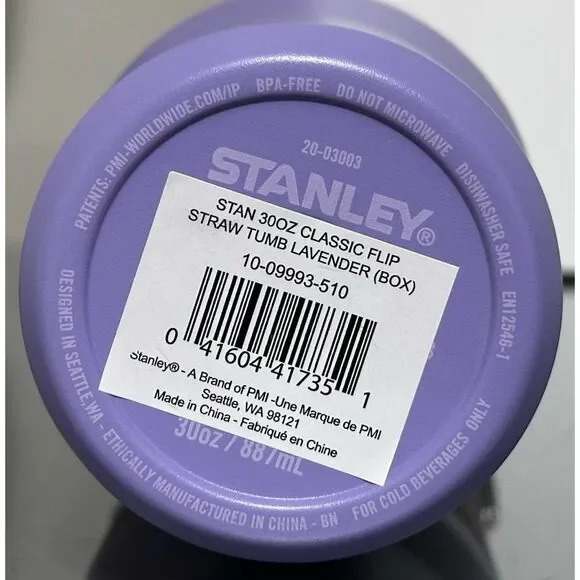 PATENTS: PMI-WORLDWIDE.COM/IP BPA-FREE DO NOT MICROWAVE DISHWASHER SAFE EN12546-1
20-03003
STANLEY®
STAN 30OZ CLASSIC FLIP
STRAW TUMB LAVENDER (BOX)
10-09993-510
0 41604 41735 1
Stanley® - A Brand of PMI -Une Marque de PMI
Seattle, WA 98121
Made in China - Fabriqué en Chine
30oz / 887mL
DESIGNED IN SEATTLE,WA - ETHICALLY MANUFACTURED IN CHINA - BN FOR COLD BEVERAGES ONLY